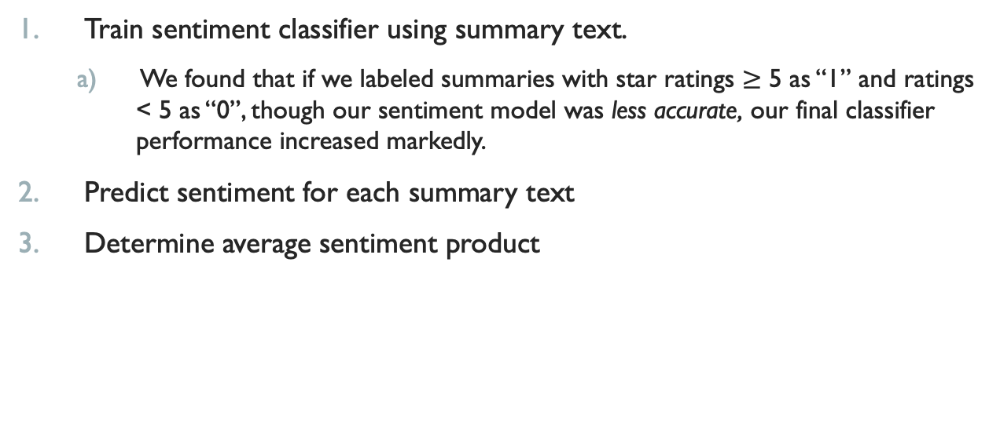 1. Train sentiment classifier using summary text.
a) We found that if we labeled summaries with star ratings ≥ 5 as “1” and ratings
< 5 as “0”, though our sentiment model was less accurate, our final classifier
performance increased markedly.
2. Predict sentiment for each summary text
3. Determine average sentiment product